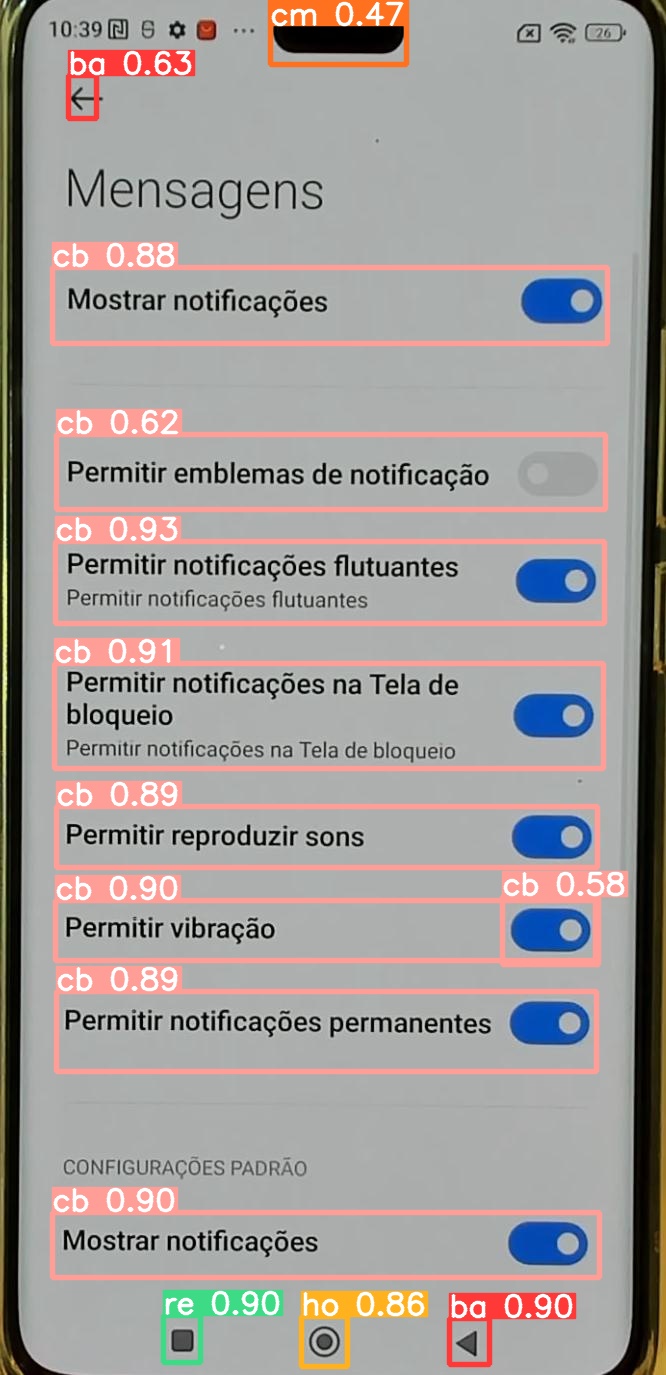 10:39
26
cm 0.47
ba 0.63
Mensagens
cb 0.88
Mostrar notificações
cb 0.62
Permitir emblemas de notificação
cb 0.93
Permitir notificações flutuantes
Permitir notificações flutuantes
cb 0.91
Permitir notificações na Tela de
bloqueio
Permitir notificações na Tela de bloqueio
cb 0.89
Permitir reproduzir sons
cb 0.90
cb 0.58
Permitir vibração
cb 0.89
Permitir notificações permanentes
CONFIGURAÇÕES PADRÃO
cb 0.90
Mostrar notificações
re 0.90
ho 0.86
ba 0.90